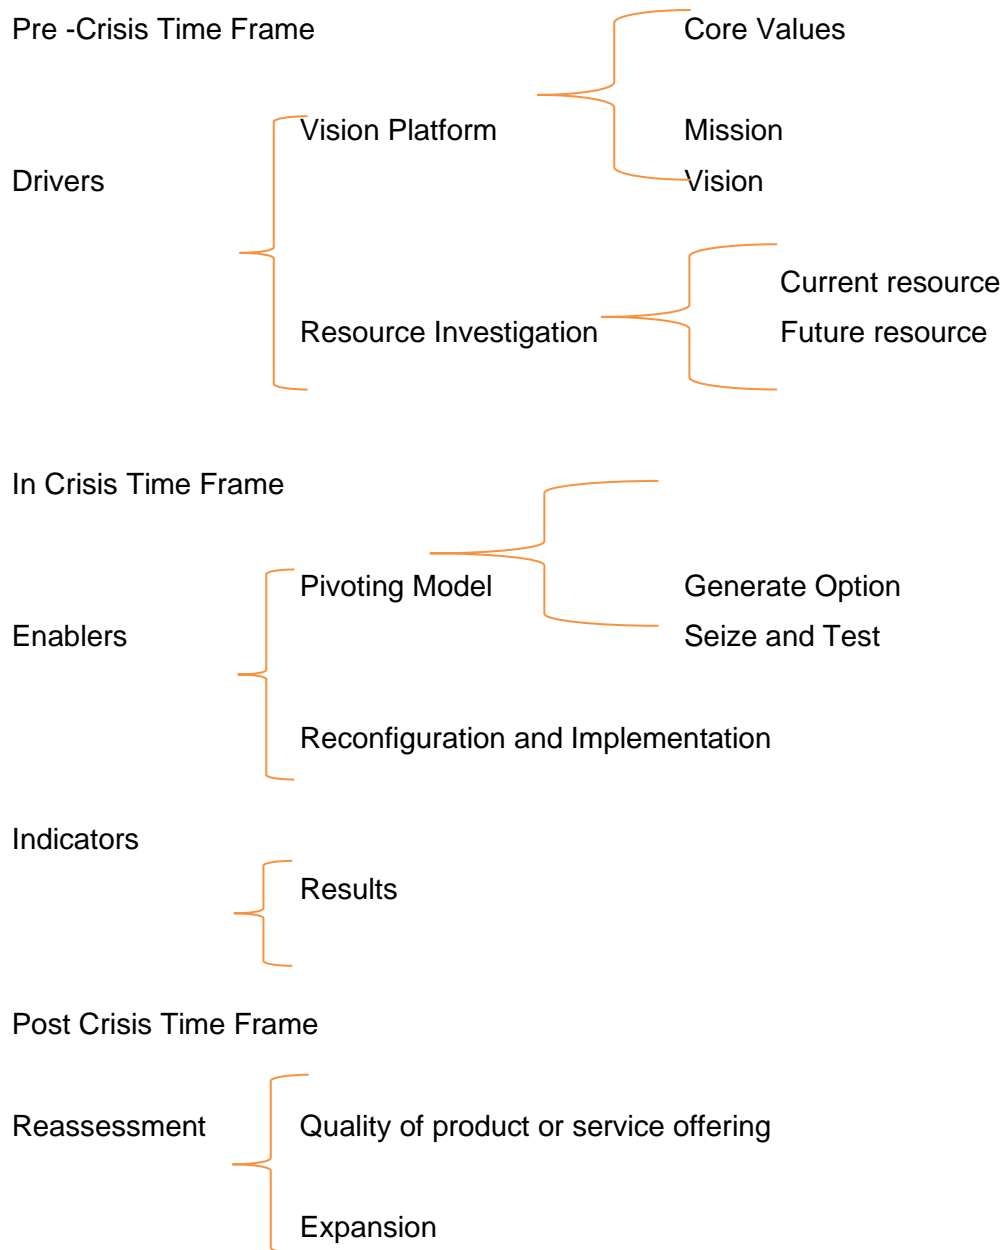 Pre -Crisis Time Frame Core Values
Vision Platform Mission
Drivers Vision
Current resource
Resource Investigation Future resource
In Crisis Time Frame
Pivoting Model Generate Option
Enablers Seize and Test
Reconfiguration and Implementation
Indicators
Results
Post Crisis Time Frame
Reassessment Quality of product or service offering
Expansion